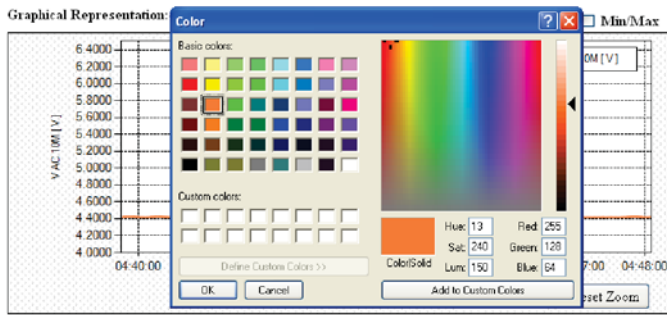 Graphical Representation:
Color
Min/Max
Basic colors:
0M [V]
V AC 10M [V]
6.4000
6.2000
6.0000
5.8000
5.6000
5.4000
5.2000
5.0000
4.8000
4.6000
4.4000
4.2000
4.0000
04:40:00
Custom colors:
Define Custom Colors >>
OK
Cancel
Color|Solid
Hue: 13
Sat: 240
Lum: 150
Red: 255
Green: 128
Blue: 64
Add to Custom Colors
7:00
04:48:00
eset Zoom